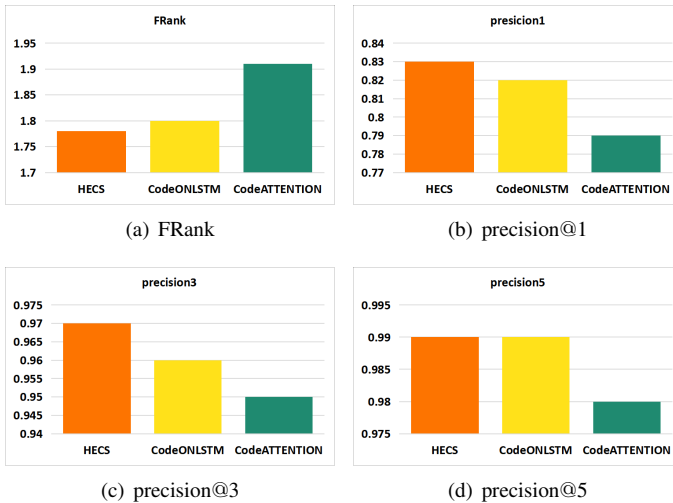 FRank
1.95
1.9
1.85
1.8
1.75
1.7
HECS CodeONLSTM CodeATTENTION
(a) FRank
presicion1
0.84
0.83
0.82
0.81
0.8
0.79
0.78
0.77
HECS CodeONLSTM CodeATTENTION
(b) precision@1
precision3
0.975
0.97
0.965
0.96
0.955
0.95
0.945
0.94
HECS CodeONLSTM CodeATTENTION
(c) precision@3
precision5
0.995
0.99
0.985
0.98
0.975
HECS CodeONLSTM CodeATTENTION
(d) precision@5